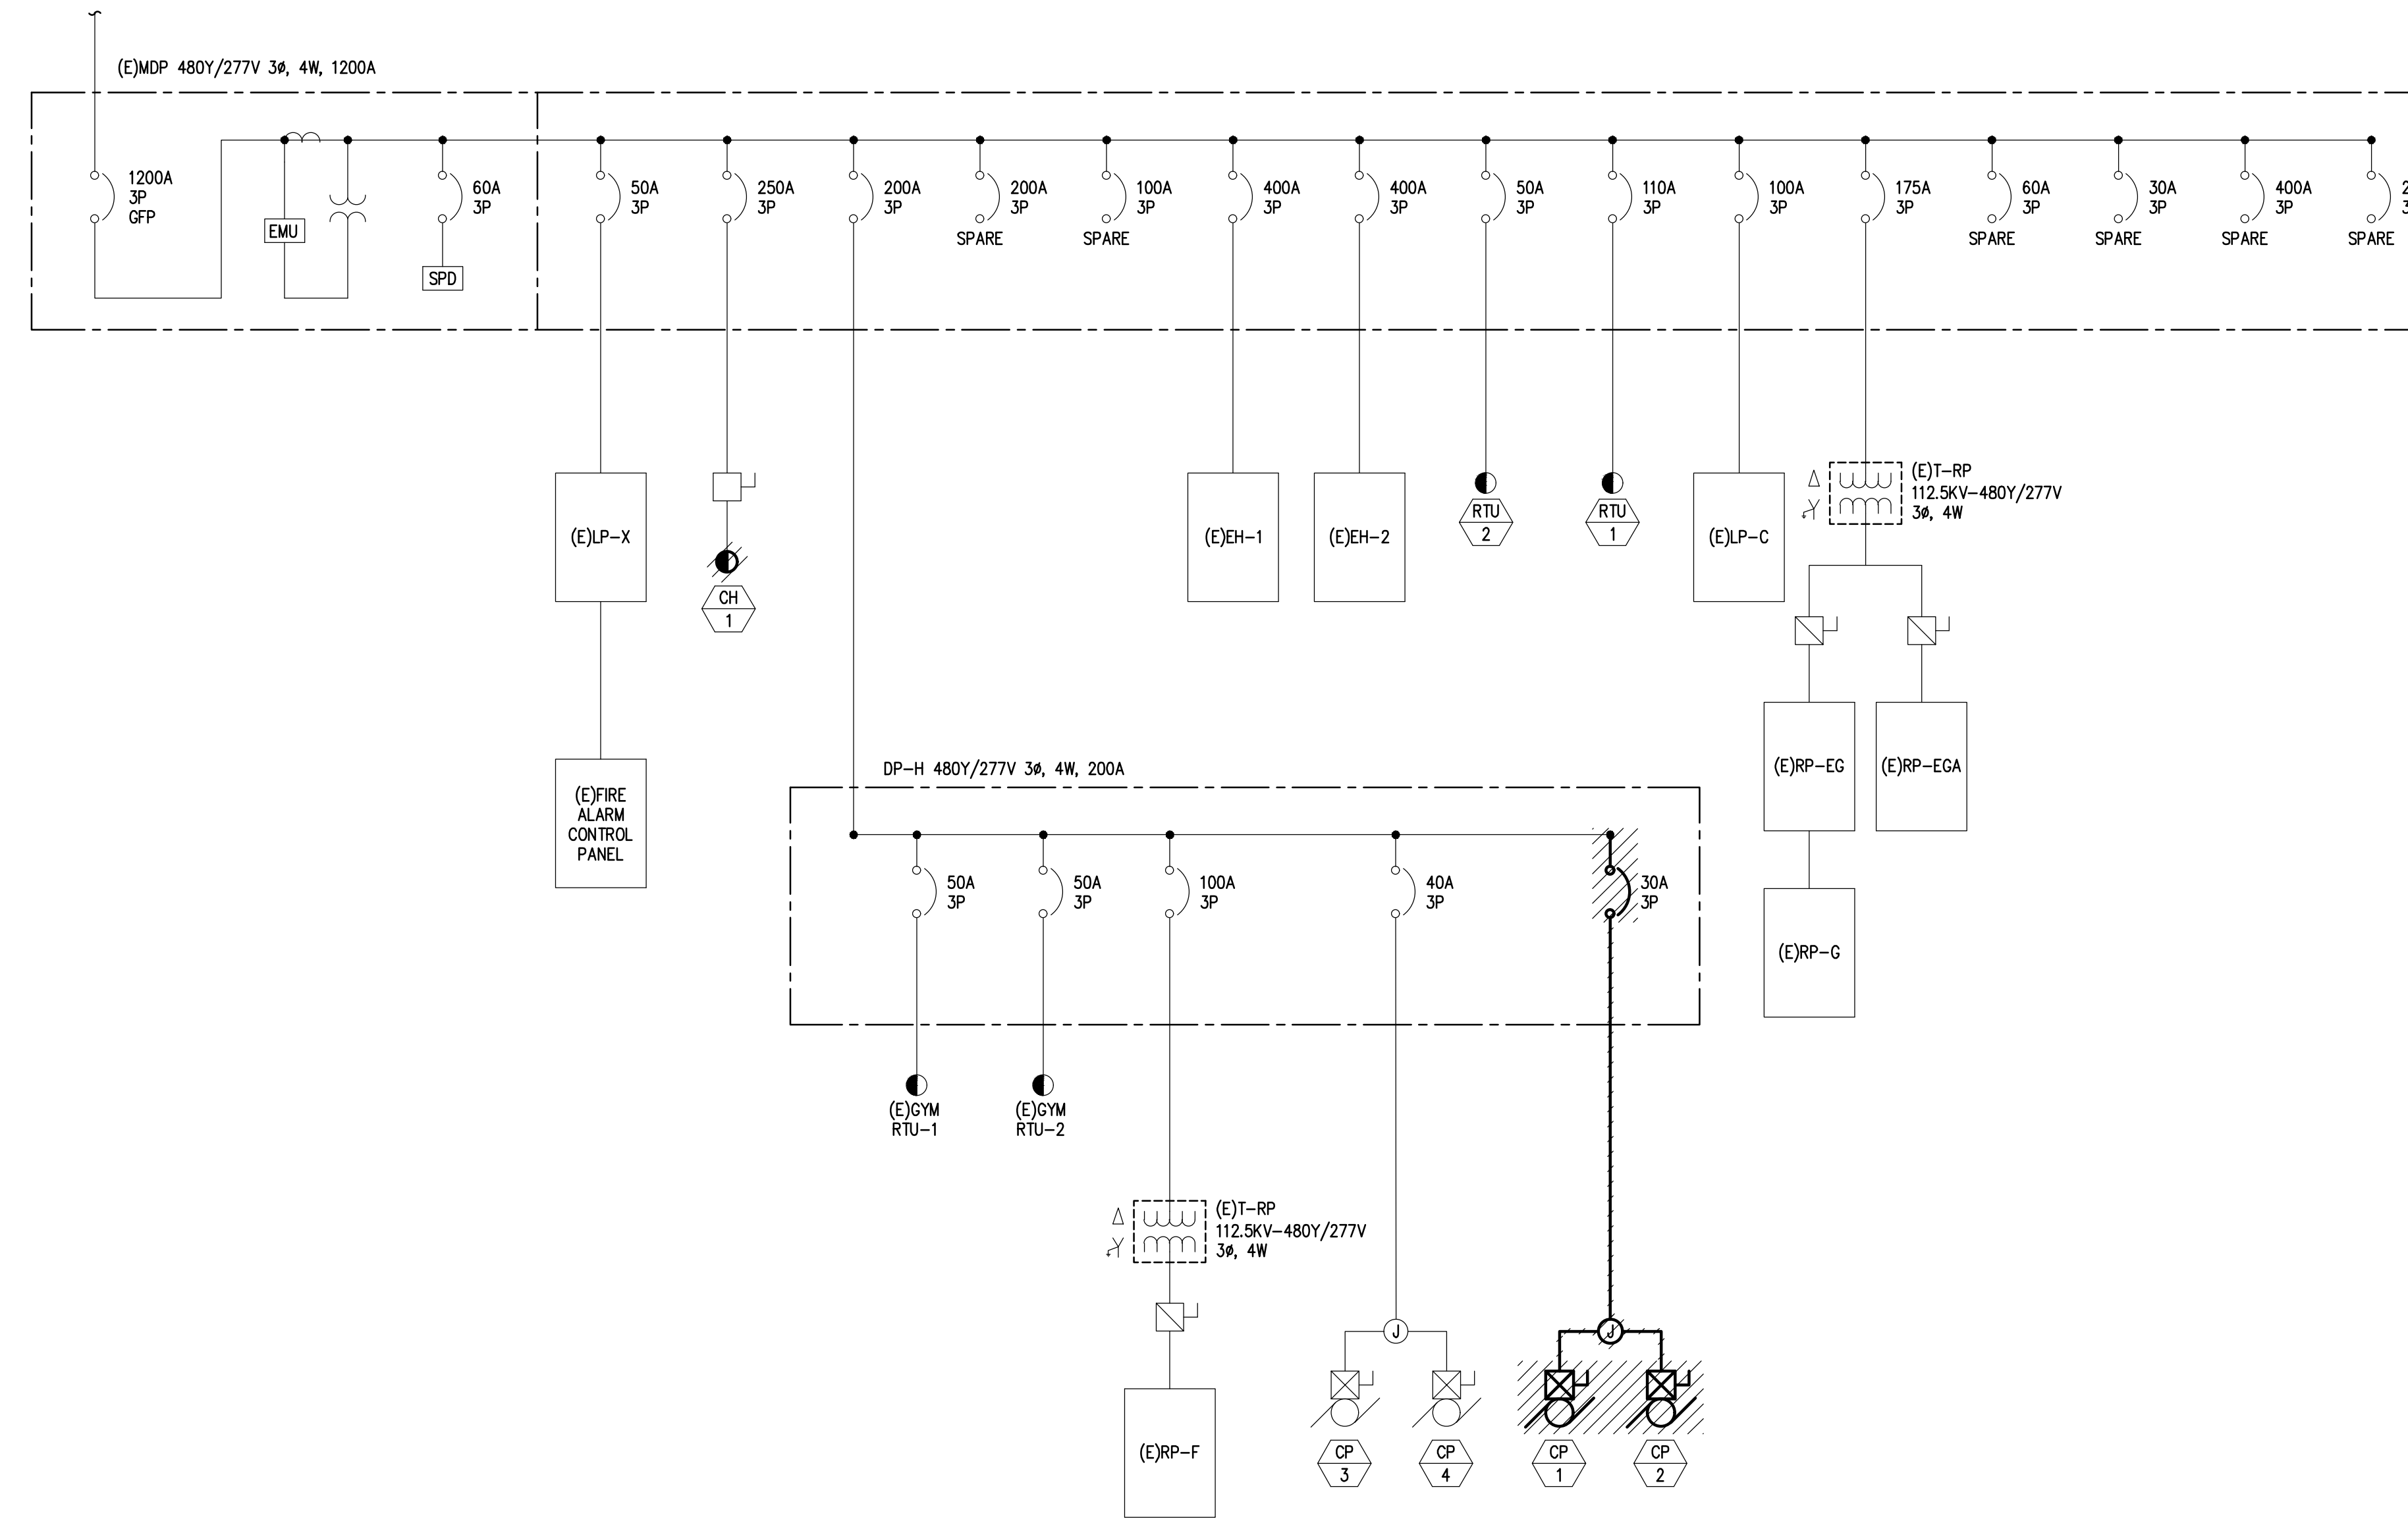 (E)MDP 480Y/277V 3ø, 4W, 1200A
1200A
3P
GFP
EMU
60A
3P
SPD
50A
3P
250A
3P
200A
3P
200A
3P
SPARE
100A
3P
SPARE
400A
3P
400A
3P
50A
3P
110A
3P
100A
3P
175A
3P
60A
3P
SPARE
30A
3P
SPARE
400A
3P
SPARE
SPARE
(E)LP-X
CH
1
(E)EH-1
(E)EH-2
RTU
2
RTU
1
(E)LP-C
(E)T-RP
112.5KV-480Y/277V
3ø, 4W
(E)RP-EG
(E)RP-EGA
(E)RP-G
(E)FIRE
ALARM
CONTROL
PANEL
DP-H 480Y/277V 3ø, 4W, 200A
50A
3P
50A
3P
100A
3P
40A
3P
30A
3P
(E)GYM
RTU-1
(E)GYM
RTU-2
(E)T-RP
112.5KV-480Y/277V
3ø, 4W
(E)RP-F
J
J
CP
3
CP
4
CP
1
CP
2